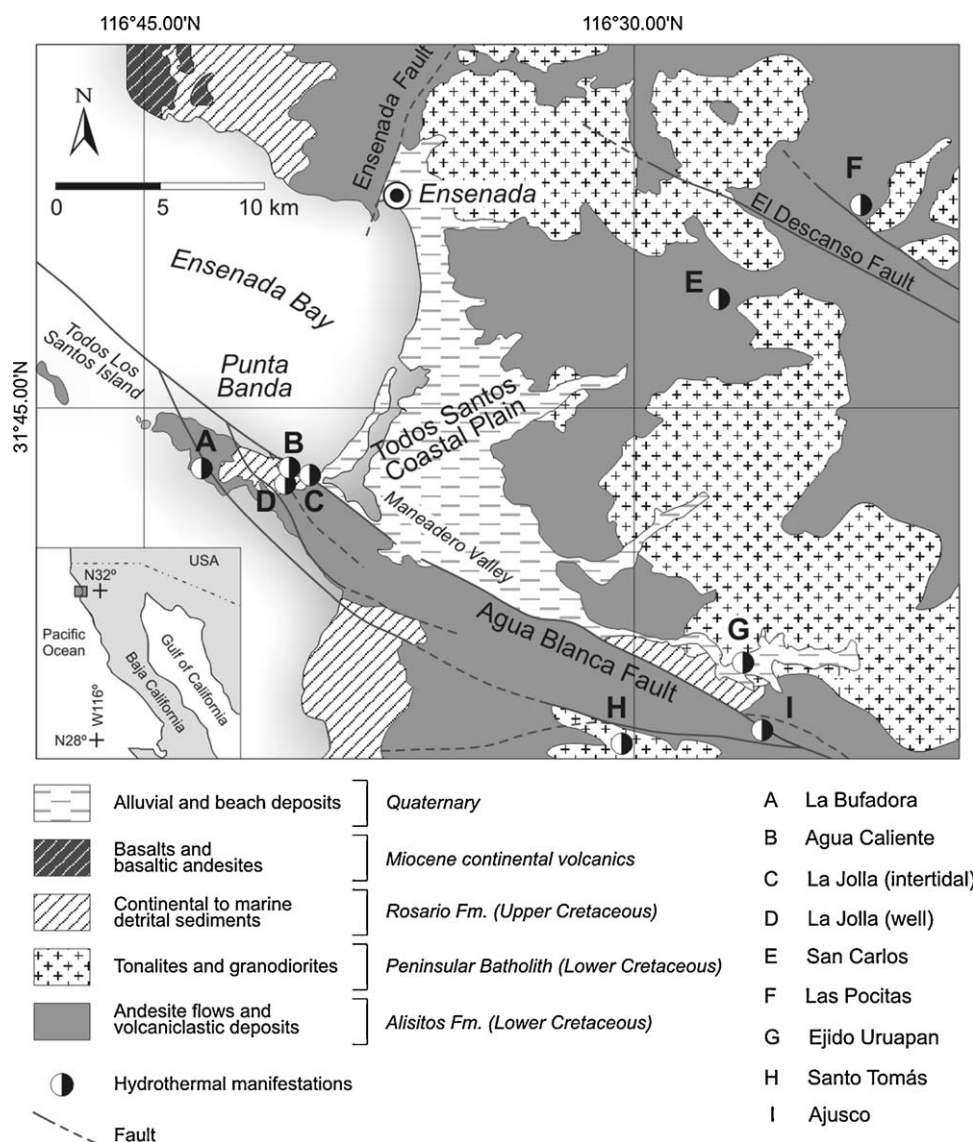 116°45.00'N
116°30.00'N
N
0 5 10 km
Ensenada Fault
Ensenada
F
El Descanso Fault
E
Ensenada Bay
Todos Los
Santos Island
Punta
Banda
31°45.00'N
A
B
D
C
Todos Santos
Coastal Plain
Maneadero Valley
Agua Blanca Fault
G
H
I
USA
N32°
Pacific
Ocean
Baja California
Gulf of California
W116°
N28°
Alluvial and beach deposits
Quaternary
Basalts and
basaltic andesites
Miocene continental volcanics
Continental to marine
detrital sediments
Rosario Fm. (Upper Cretaceous)
Tonalites and granodiorites
Peninsular Batholith (Lower Cretaceous)
Andesite flows and
volcaniclastic deposits
Alisitos Fm. (Lower Cretaceous)
Hydrothermal manifestations
Fault
A La Bufadora
B Agua Caliente
C La Jolla (intertidal)
D La Jolla (well)
E San Carlos
F Las Pocitas
G Ejido Uruapan
H Santo Tomás
I Ajusco